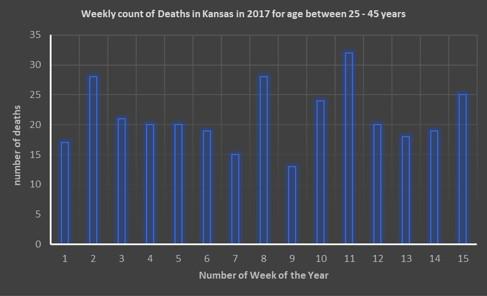 Weekly count of Deaths in Kansas in 2017 for age between 25 - 45 years
35
30
25
20
15
10
5
0
number of deaths
1 2 3 4 5 6 7 8 9 10 11 12 13 14 15
Number of Week of the Year